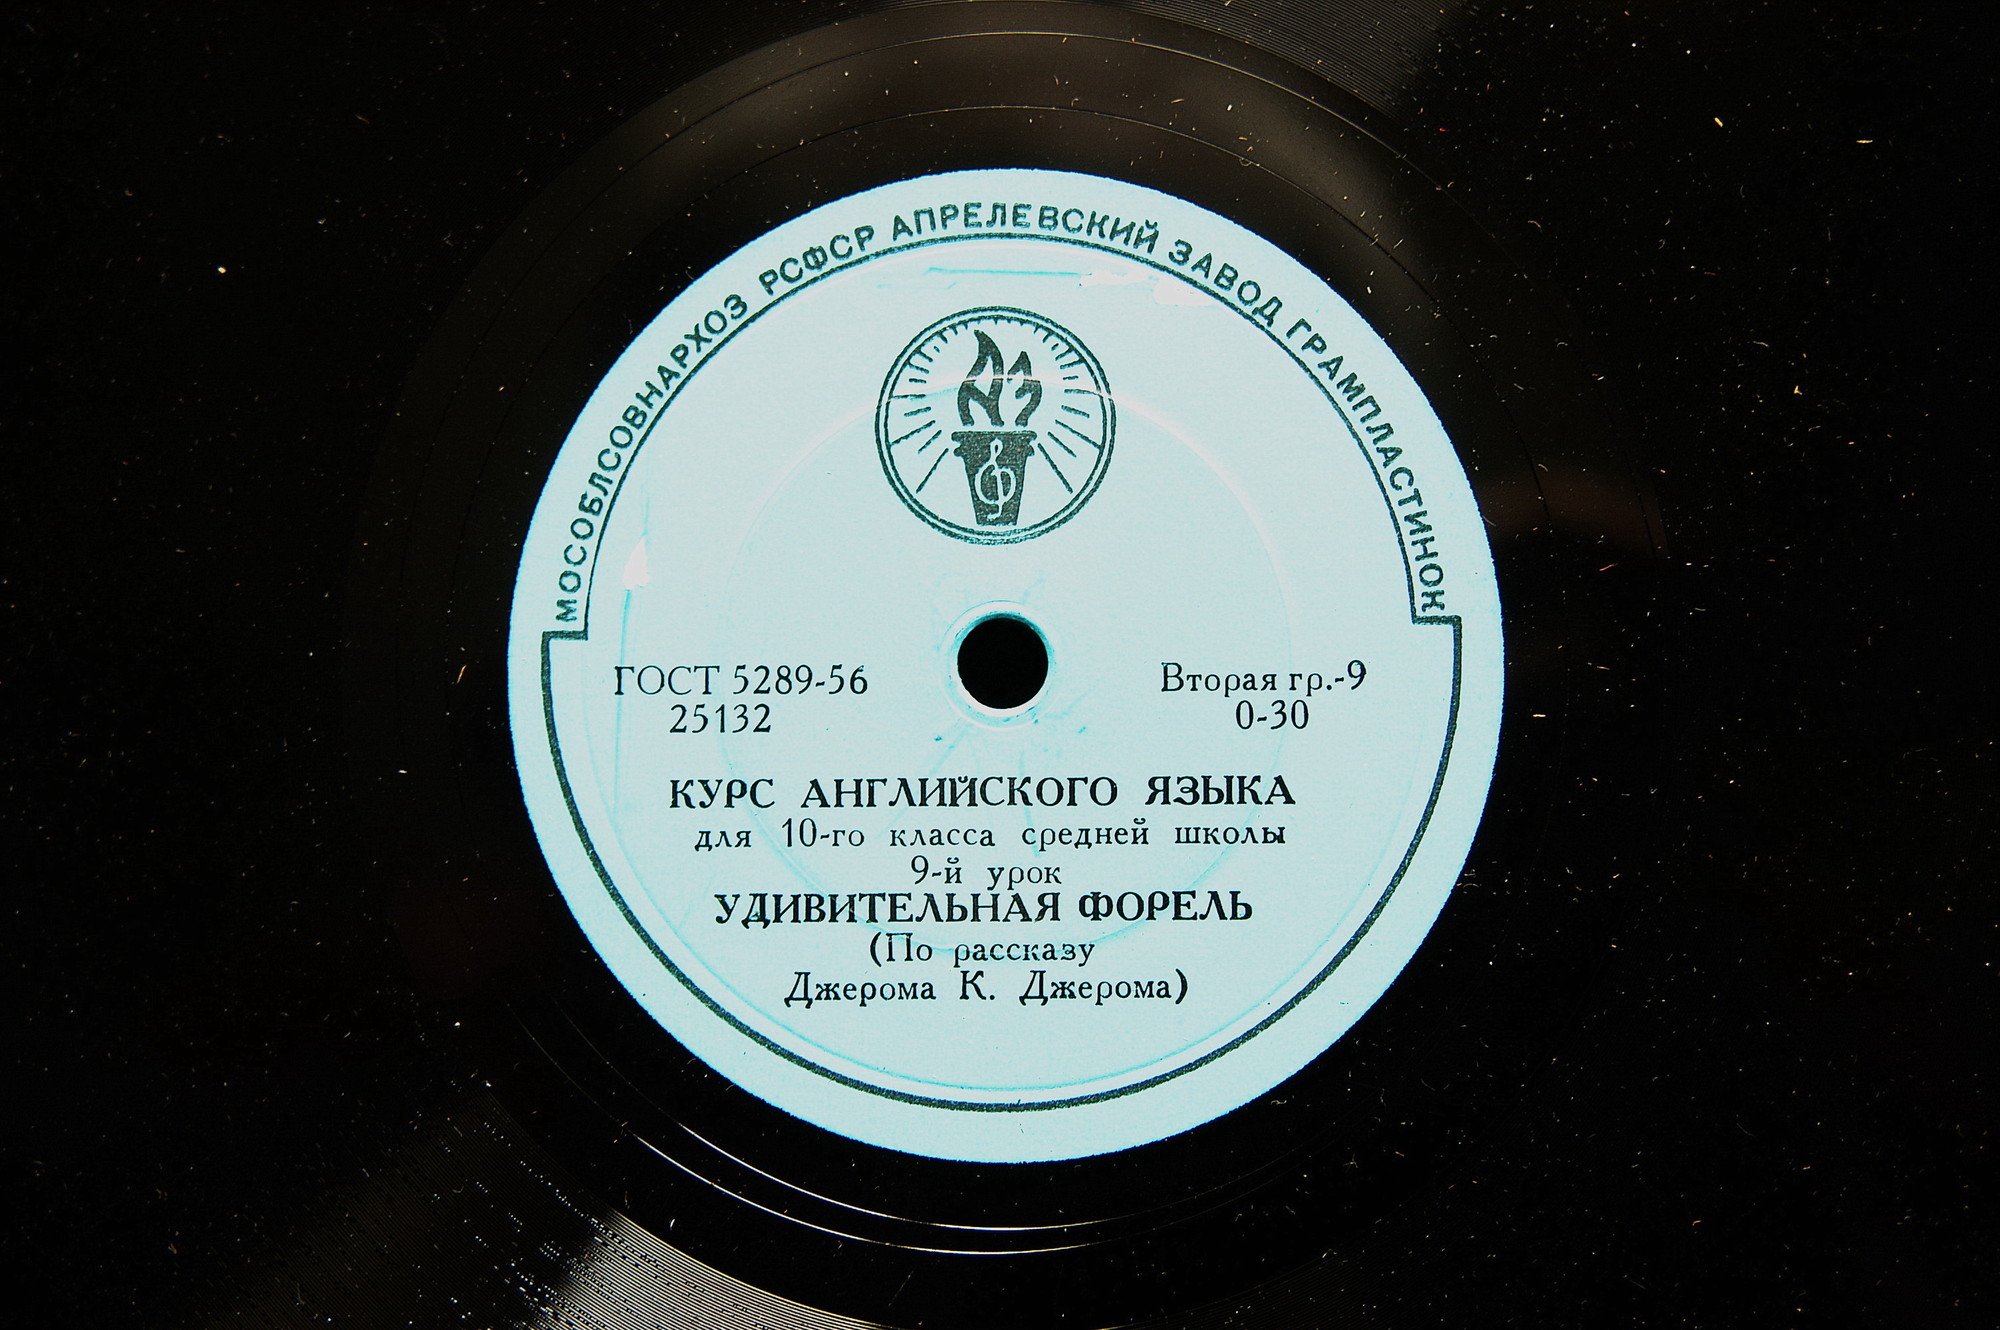 МОСОБЛСОВНАРХОЗ РСФСР АПРЕЛЕВСКИЙ ЗАВОД ГРАМПЛАСТИНОК
ГОСТ 5289-56
25132
Вторая гр.-9
0-30
КУРС АНГЛИЙСКОГО ЯЗЫКА
для 10-го класса средней школы
9-й урок
УДИВИТЕЛЬНАЯ ФОРЕЛЬ
(По рассказу
Джерома К. Джерома)